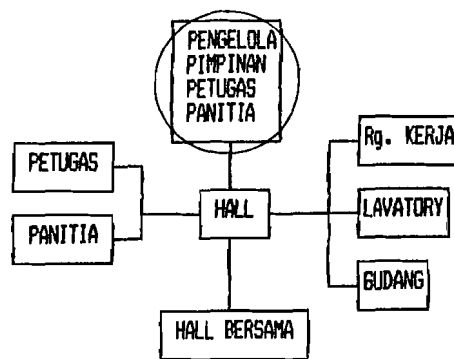 PENGELOLA
PIMPINAN
PETUGAS
PANITIA
Rg. KERJA
PETUGAS
HALL
LAVATORY
PANITIA
GUDANG
HALL BERSAMA